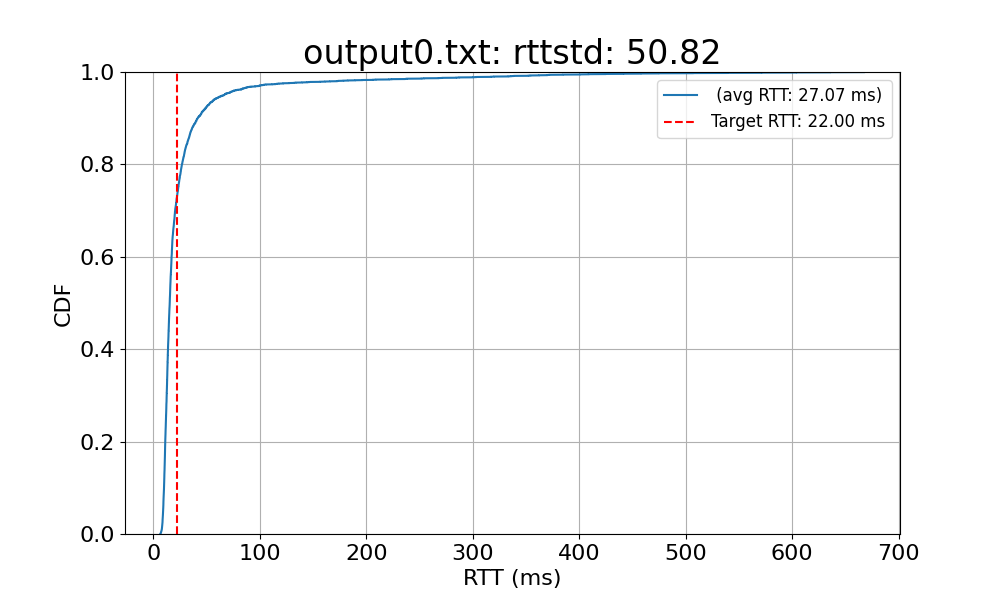 output0.txt: rttstd: 50.82
1.0
0.8
0.6
0.4
0.2
0.0
CDF
(avg RTT: 27.07 ms)
Target RTT: 22.00 ms
0 100 200 300 400 500 600 700
RTT (ms)